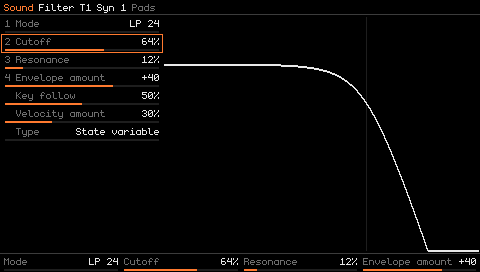 Sound Filter T1 Syn 1 Pads
1 Mode LP 24
2 Cutoff 64%
3 Resonance 12%
4 Envelope amount +40
Key follow 50%
Velocity amount 30%
Type State variable
Mode LP 24 Cutoff 64% Resonance 12% Envelope amount +40